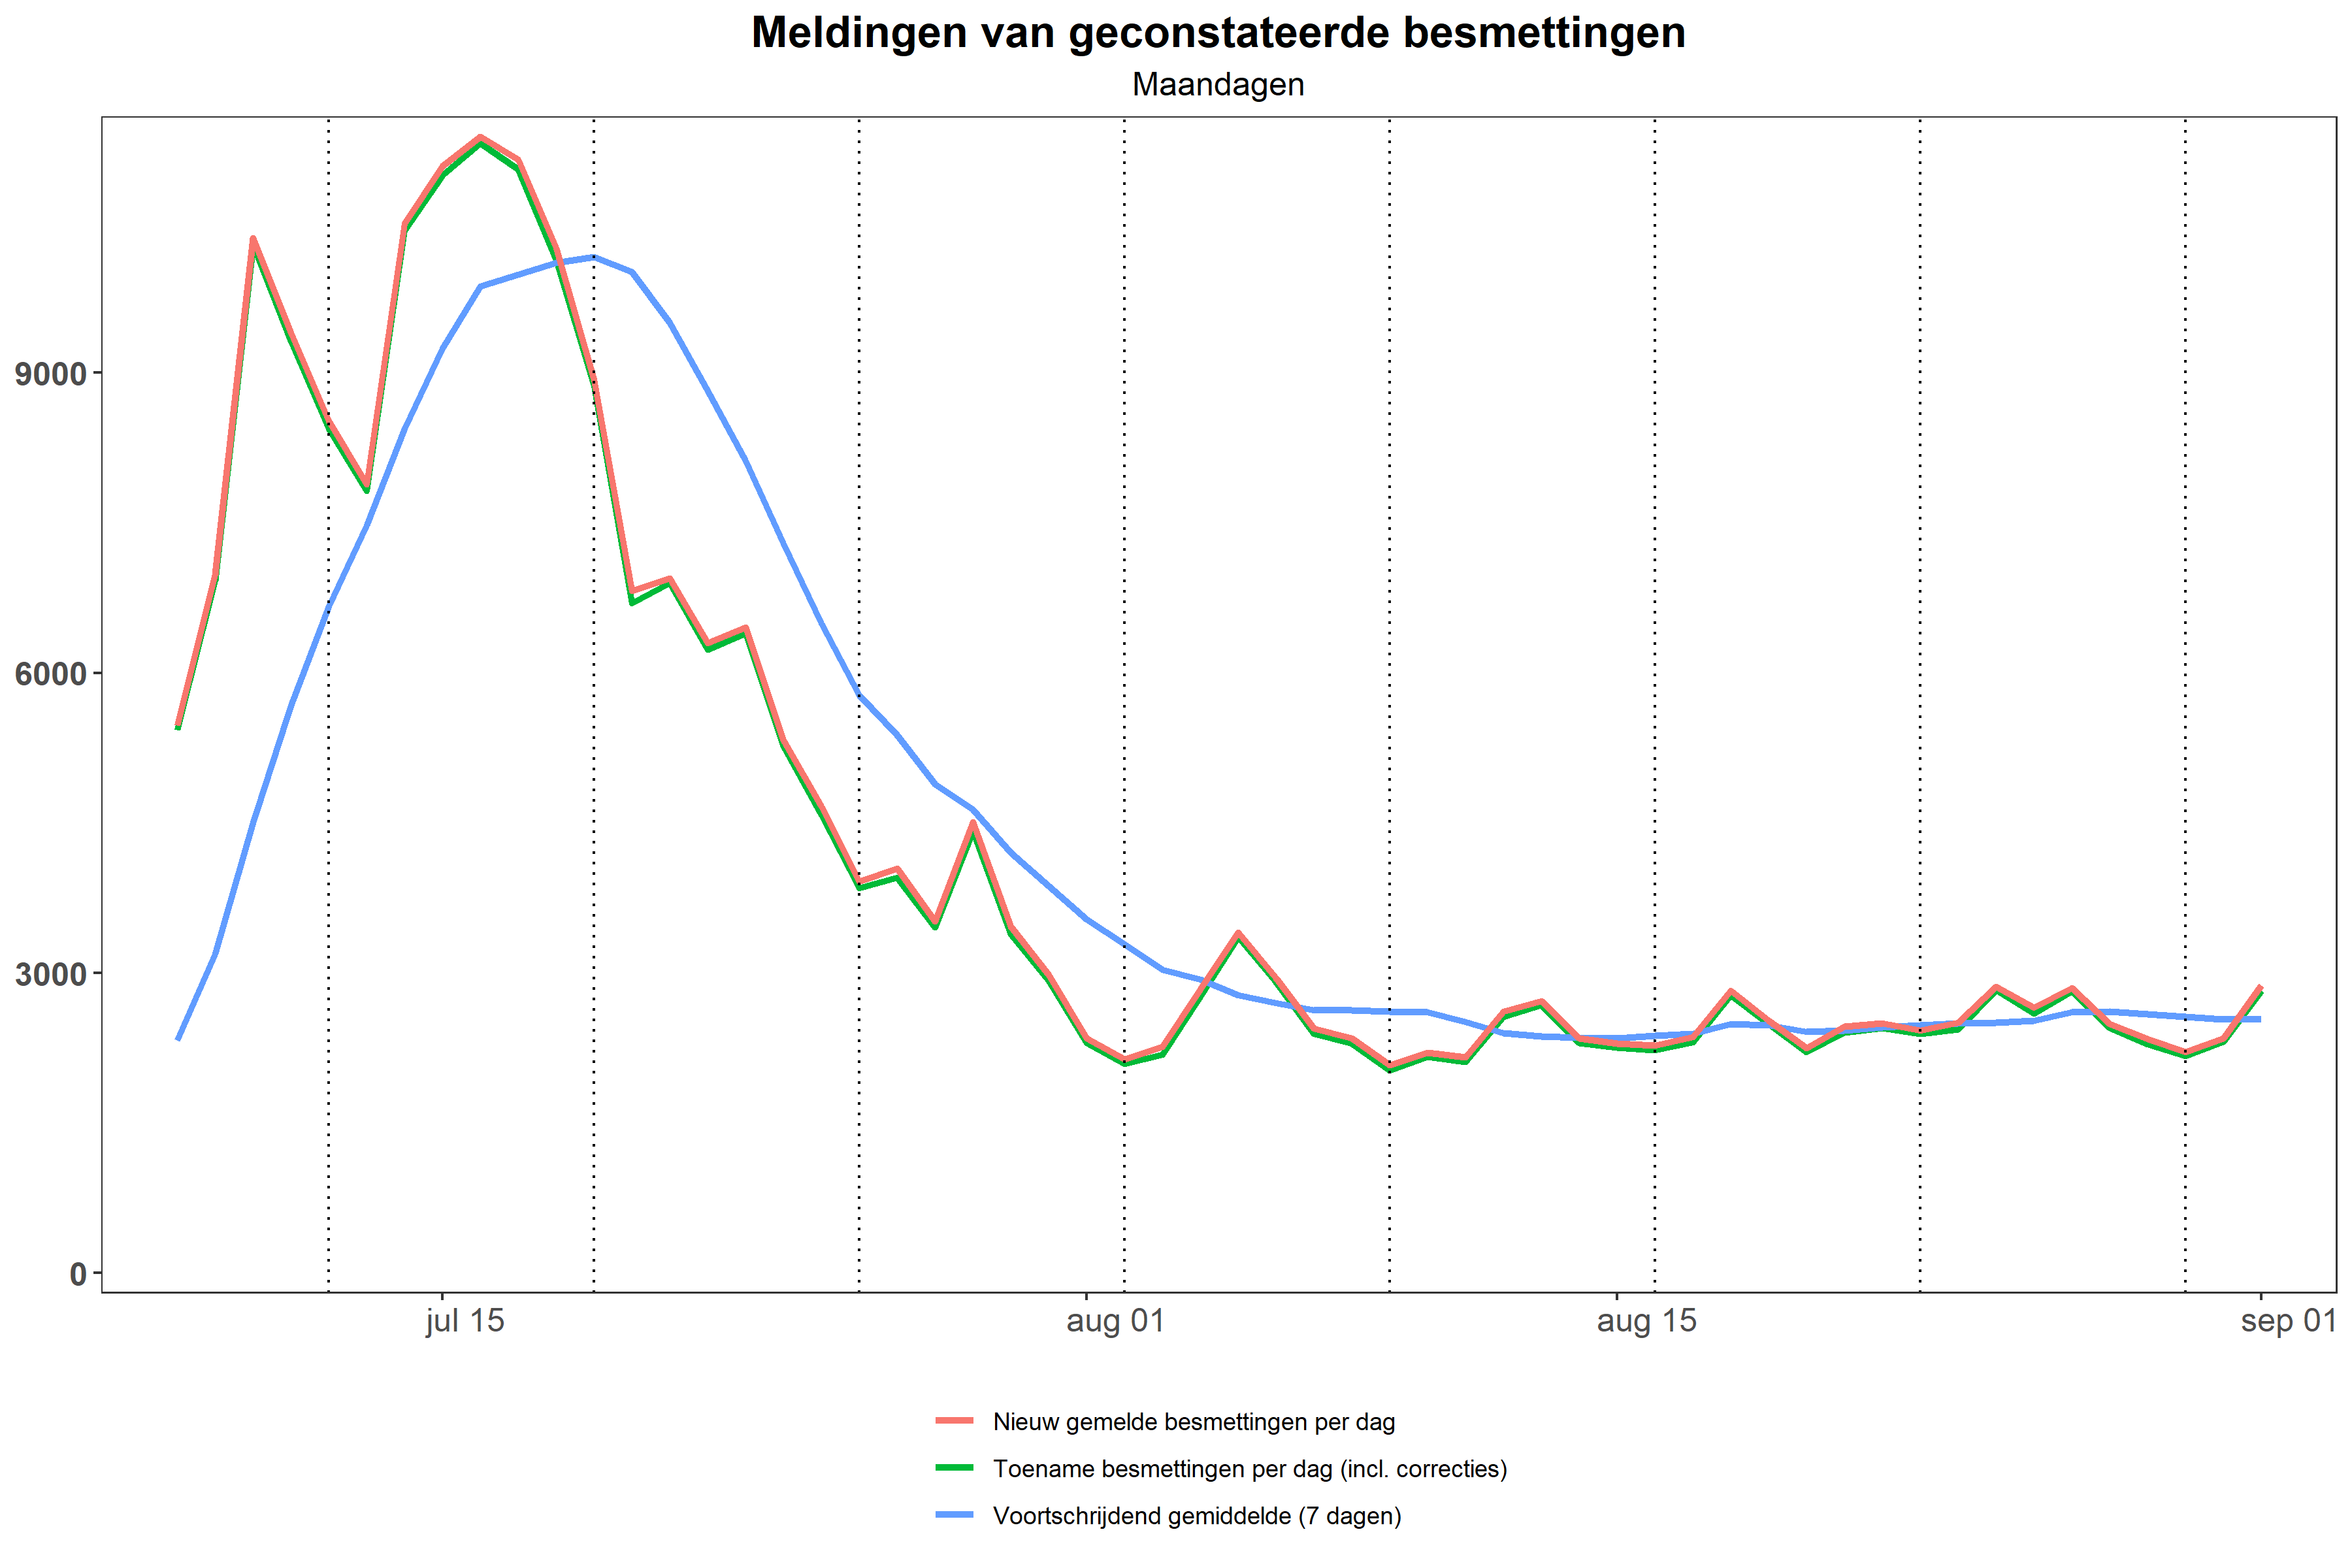 Meldingen van geconstateerde besmettingen
Maandagen
9000
6000
3000
0
jul 15
aug 01
aug 15
sep 01
Nieuw gemelde besmettingen per dag
Toename besmettingen per dag (incl. correcties)
Voortschrijdend gemiddelde (7 dagen)